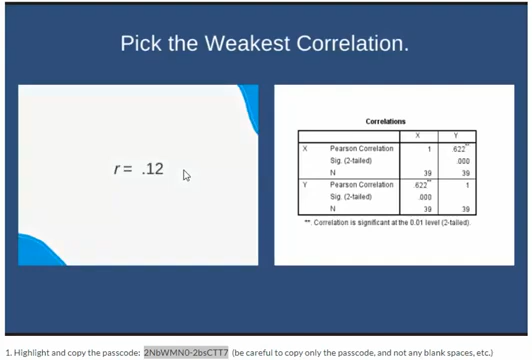 Pick the Weakest Correlation.
r = .12
Correlations
X Y
X Pearson Correlation 1 .622**
Sig. (2-tailed) .000
N 39 39
Y Pearson Correlation .622** 1
Sig. (2-tailed) .000
N 39 39
**. Correlation is significant at the 0.01 level (2-tailed).
1. Highlight and copy the passcode: 2NbWMN0-2bsCTT7 (be careful to copy only the passcode, and not any blank spaces, etc.)